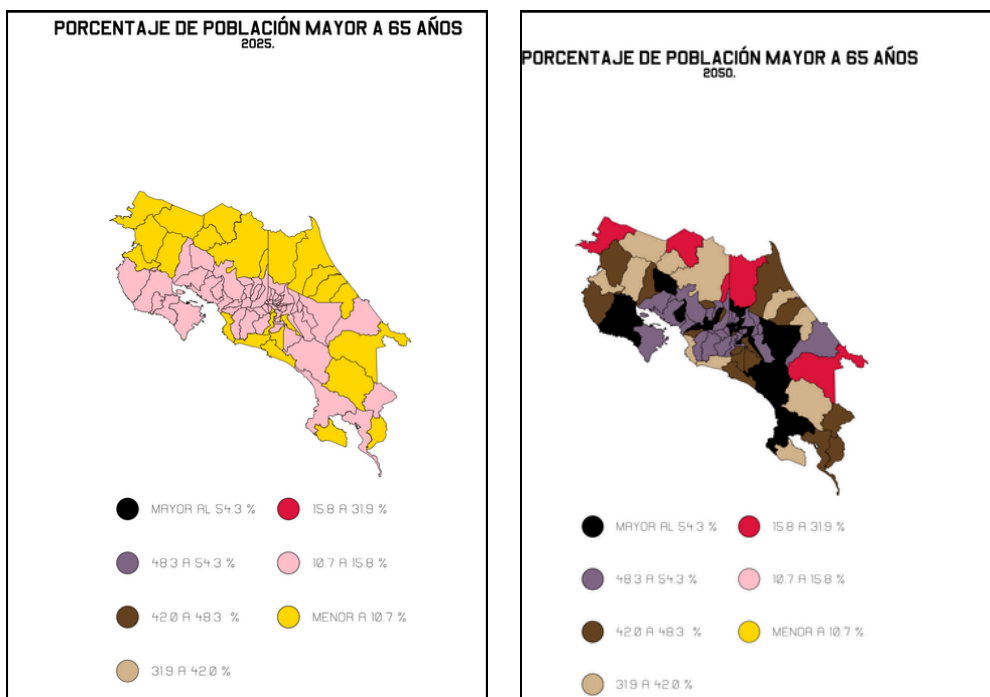 PORCENTAJE DE POBLACIÓN MAYOR A 65 AÑOS
2025.
MAYOR AL 54.3 %
15.8 A 31.9 %
48.3 A 54.3 %
10.7 A 15.8 %
42.0 A 48.3 %
MENOR A 10.7 %
31.9 A 42.0 %
PORCENTAJE DE POBLACIÓN MAYOR A 65 AÑOS
2050.
MAYOR AL 54.3 %
15.8 A 31.9 %
48.3 A 54.3 %
10.7 A 15.8 %
42.0 A 48.3 %
MENOR A 10.7 %
31.9 A 42.0 %